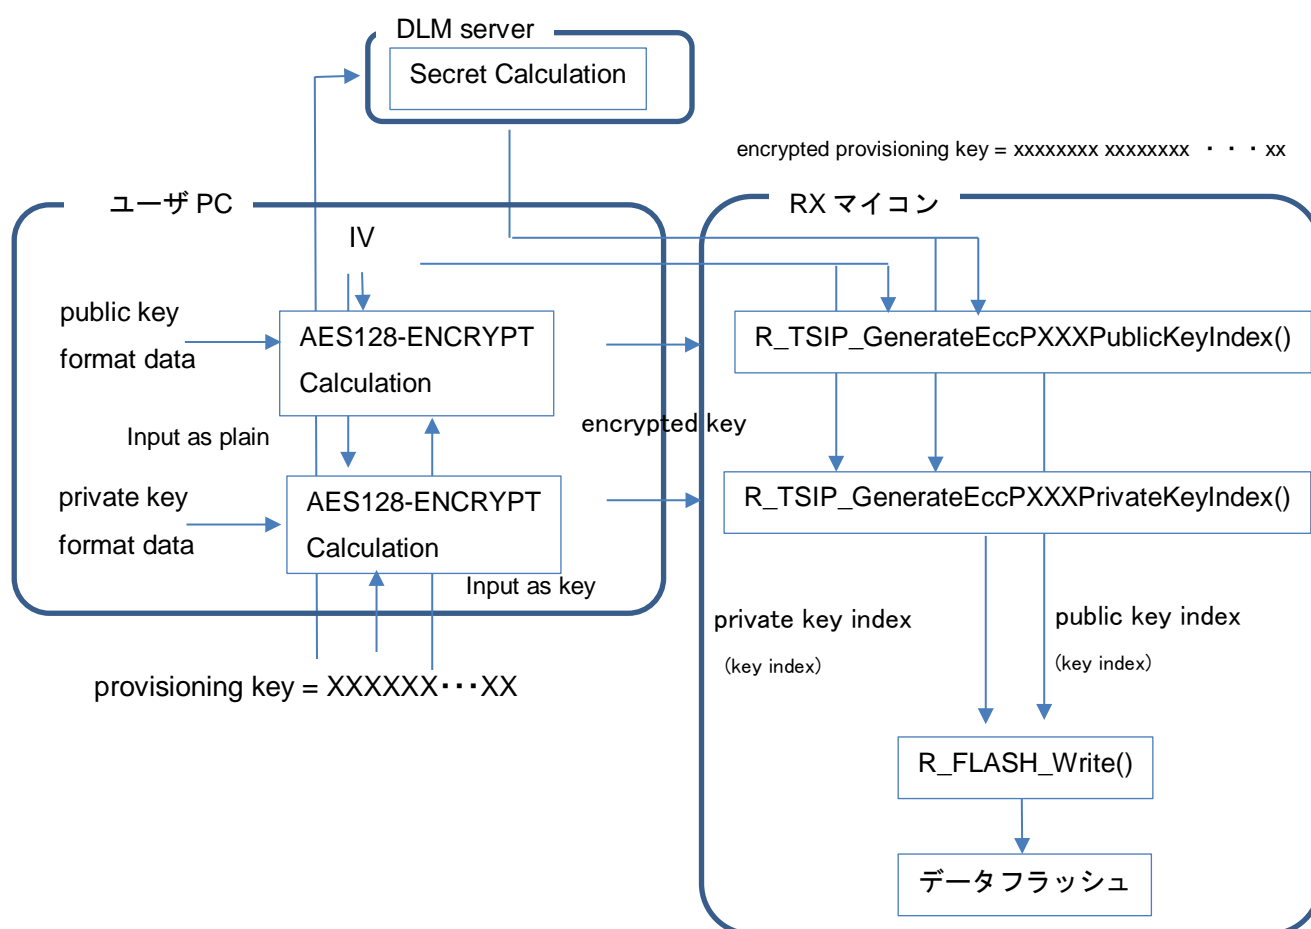 DLM server
Secret Calculation
encrypted provisioning key = xxxxxxxx xxxxxxxx ・・・xx
ユーザ PC
RX マイコン
IV
public key
format data
AES128-ENCRYPT
Calculation
R_TSIP_GenerateEccPXXXPublicKeyIndex()
Input as plain
encrypted key
private key
format data
AES128-ENCRYPT
Calculation
R_TSIP_GenerateEccPXXXPrivateKeyIndex()
Input as key
private key index
(key index)
public key index
(key index)
provisioning key = XXXXXX・・・XX
R_FLASH_Write()
データフラッシュ